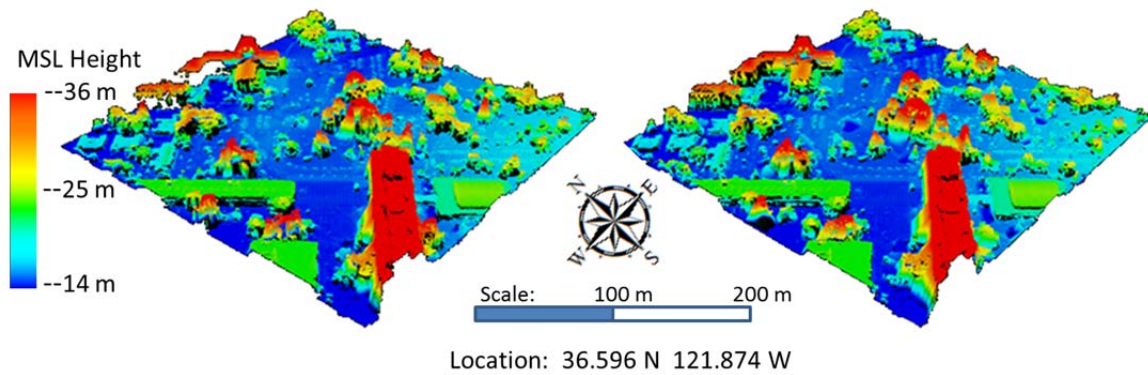 MSL Height
--36 m
--25 m
--14 m
N
E
W
S
Scale: 100 m 200 m
Location: 36.596 N 121.874 W